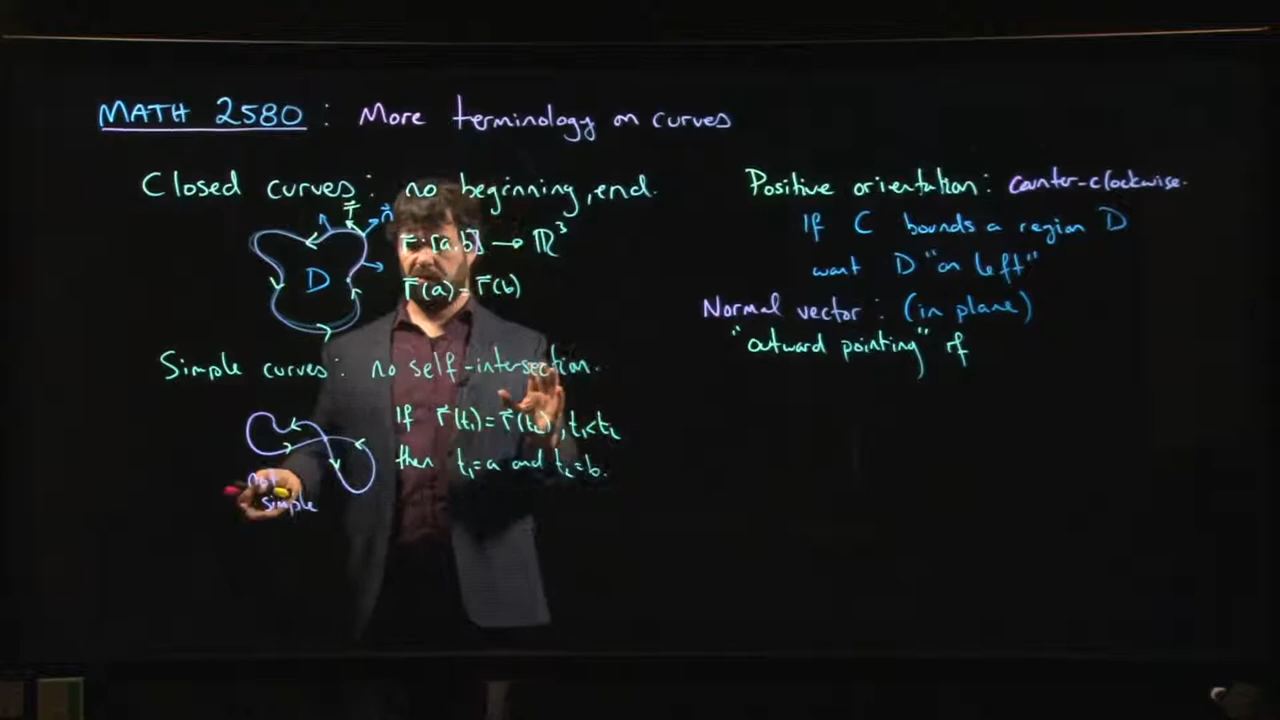 MATH 2580 : More terminology on curves
Closed curves : no beginning, end.
T⃗ n⃗
r⃗ : [a,b] → ℝ³
D
r⃗(a) = r⃗(b)
Simple curves : no self-intersection.
If r⃗(t₁) = r⃗(t₂), t₁<t₂
then t₁=a and t₂=b.
not
simple
Positive orientation : counter-clockwise.
If C bounds a region D
want D "on left"
Normal vector : (in plane)
"outward pointing" if